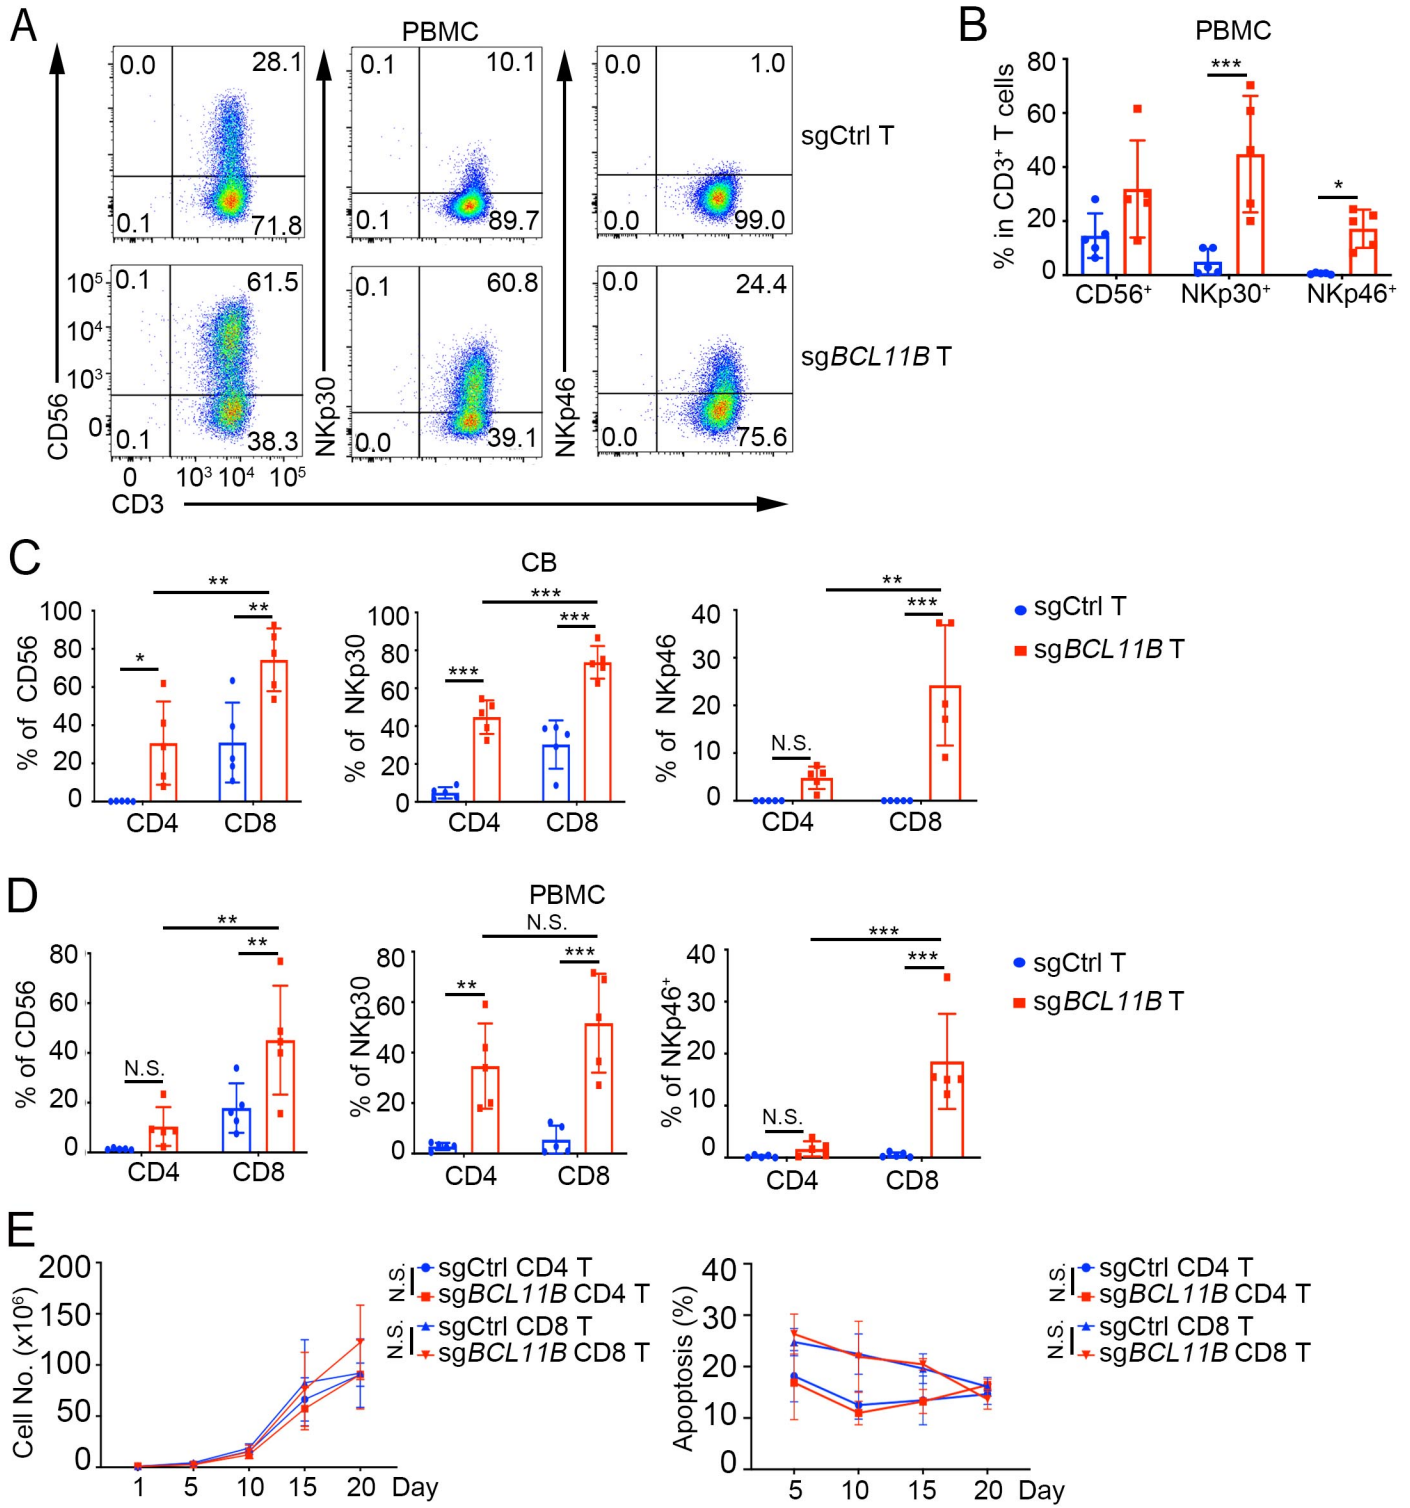 A
PBMC
CD56
NKp30
NKp46
0.0 28.1
0.1 71.8
0.1 10.1
0.1 89.7
0.0 1.0
0.0 99.0
sgCtrl T
0.1 61.5
0.1 38.3
0.1 60.8
0.0 39.1
0.0 24.4
0.0 75.6
sgBCL11B T
10⁵
10⁴
10³
0
0 10³ 10⁴ 10⁵
CD3
B
PBMC
% in CD3⁺ T cells
80
60
40
20
0
***
*
CD56⁺ NKp30⁺ NKp46⁺
C
CB
% of CD56
100
80
60
40
20
0
**
**
*
CD4 CD8
% of NKp30
100
80
60
40
20
0
***
***
***
CD4 CD8
% of NKp46
40
30
20
10
0
**
***
N.S.
CD4 CD8
sgCtrl T
sgBCL11B T
D
PBMC
% of CD56
80
60
40
20
0
**
**
N.S.
CD4 CD8
% of NKp30
80
60
40
20
0
N.S.
***
**
CD4 CD8
% of NKp46⁺
40
30
20
10
0
***
***
N.S.
CD4 CD8
sgCtrl T
sgBCL11B T
E
Cell No. (x10⁶)
200
150
100
50
0
1 5 10 15 20 Day
N.S.
sgCtrl CD4 T
sgBCL11B CD4 T
N.S.
sgCtrl CD8 T
sgBCL11B CD8 T
Apoptosis (%)
40
30
20
10
0
5 10 15 20 Day
N.S.
sgCtrl CD4 T
sgBCL11B CD4 T
N.S.
sgCtrl CD8 T
sgBCL11B CD8 T